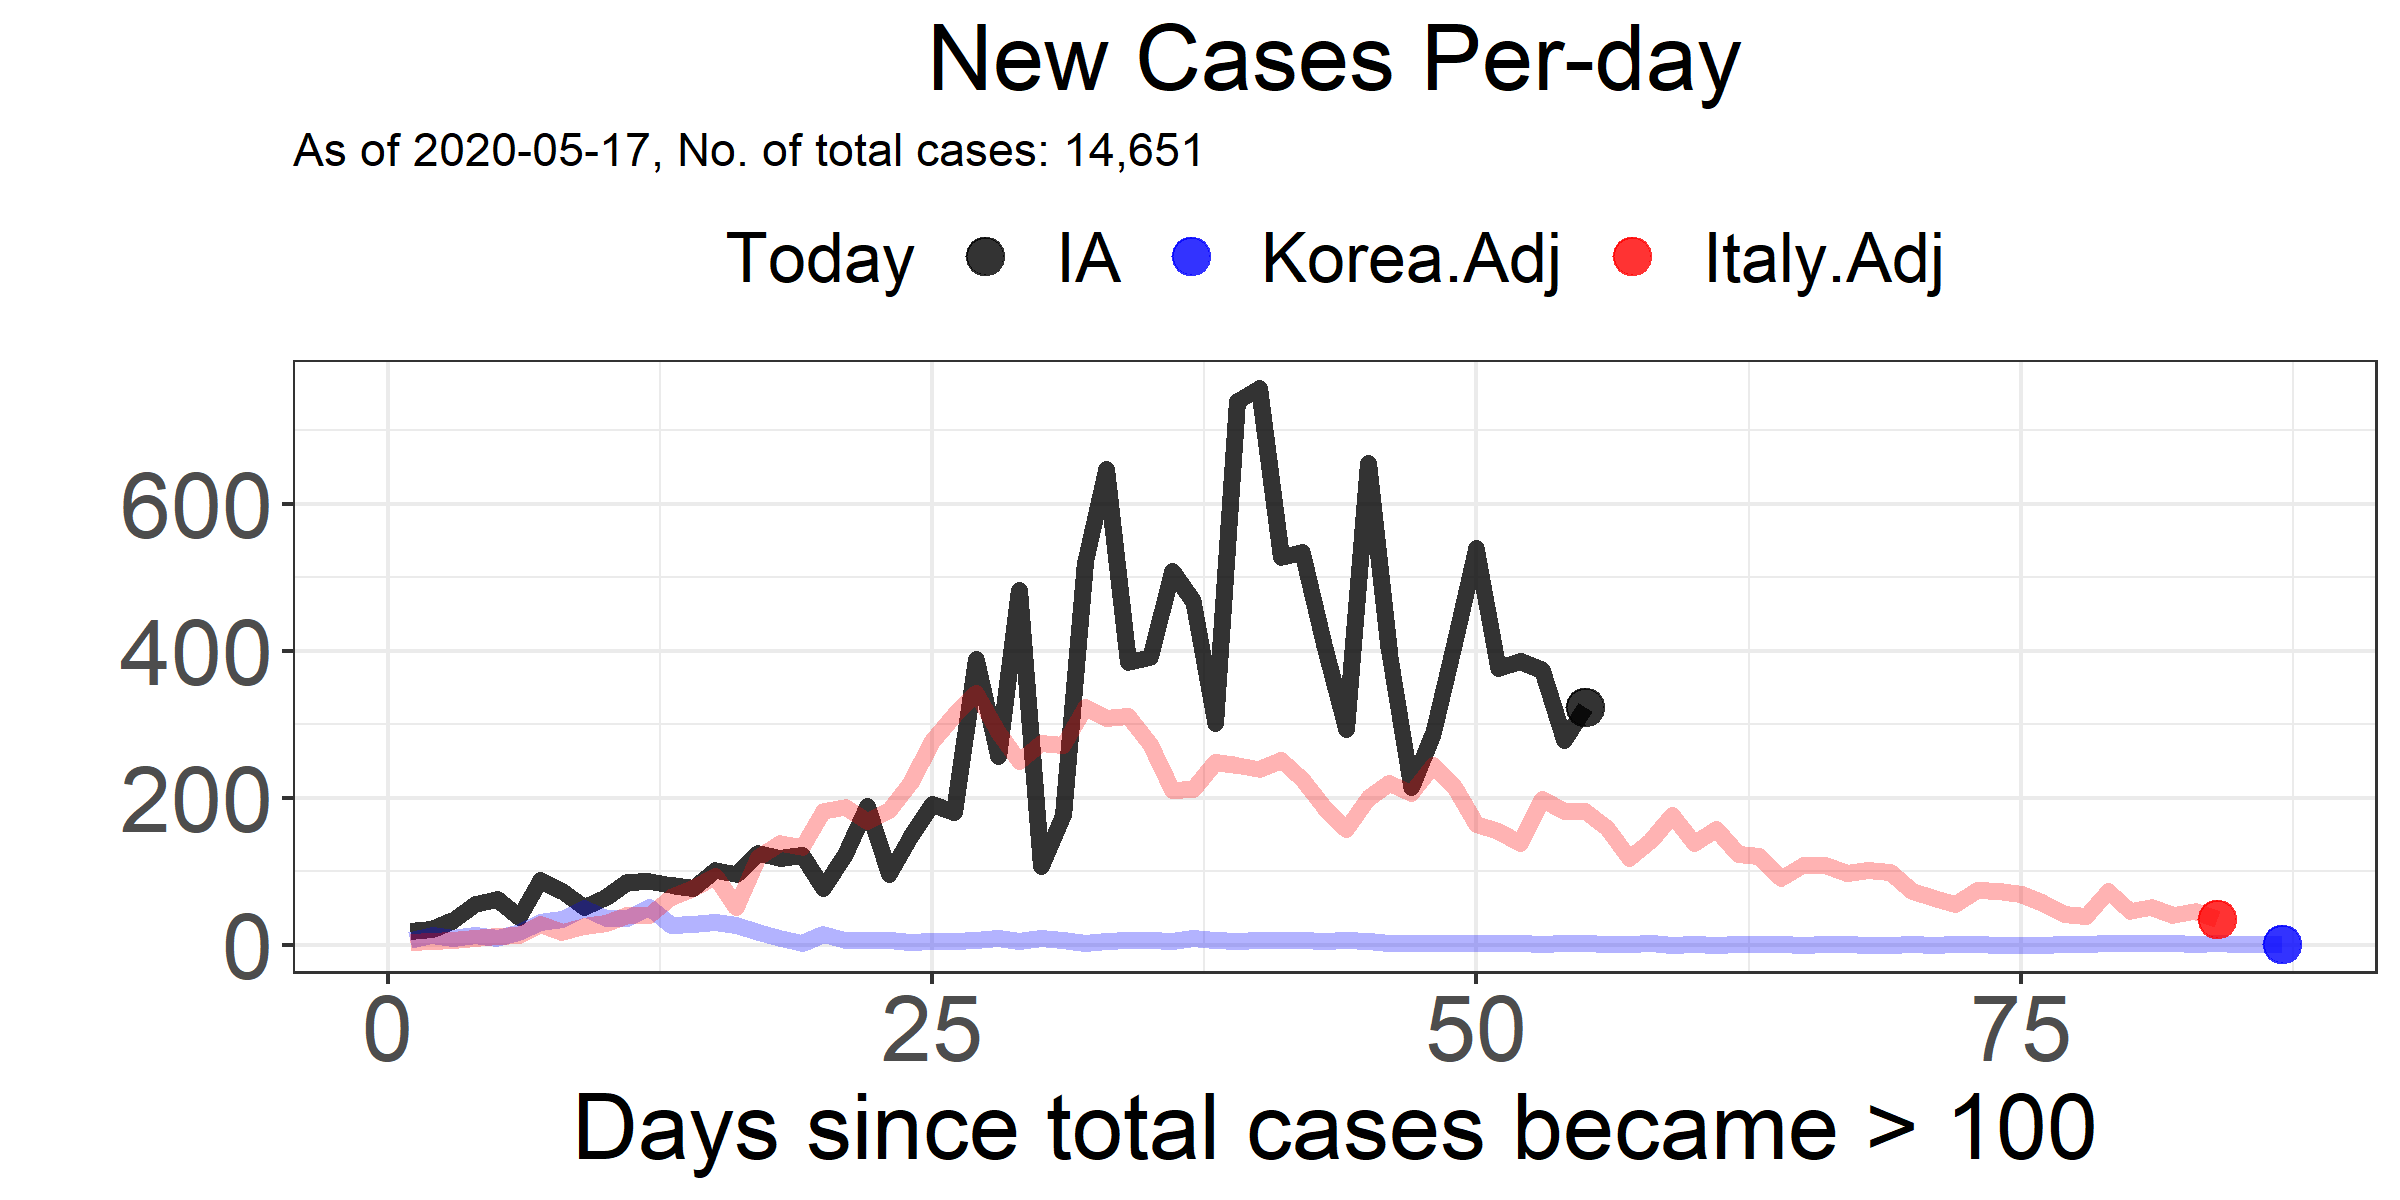 New Cases Per-day
As of 2020-05-17, No. of total cases: 14,651
Today IA Korea.Adj Italy.Adj
600
400
200
0
0 25 50 75
Days since total cases became > 100